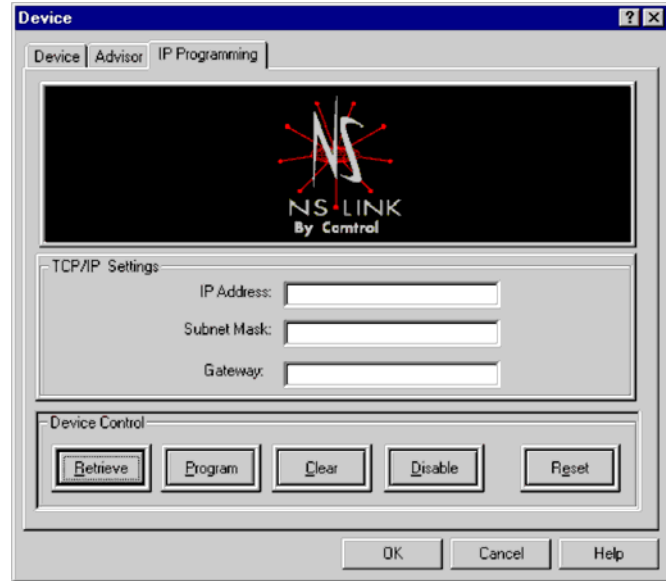 Device ? ×
Device Advisor IP Programming
NS
NS LINK
By Comtrol
TCP/IP Settings
IP Address:
Subnet Mask:
Gateway:
Device Control
Retrieve Program Clear Disable Reset
OK Cancel Help